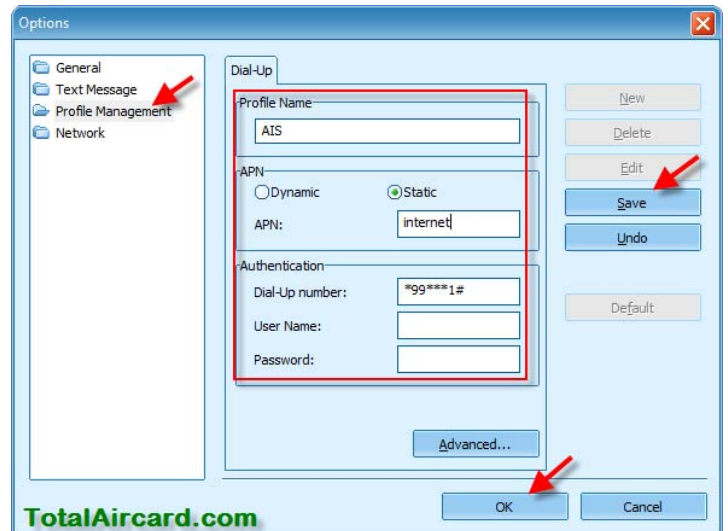 Options
General
Text Message
Profile Management
Network
Dial-Up
Profile Name
AIS
APN
Dynamic Static
APN: internet
Authentication
Dial-Up number: *99***1#
User Name:
Password:
Advanced...
New
Delete
Edit
Save
Undo
Default
OK Cancel
TotalAircard.com